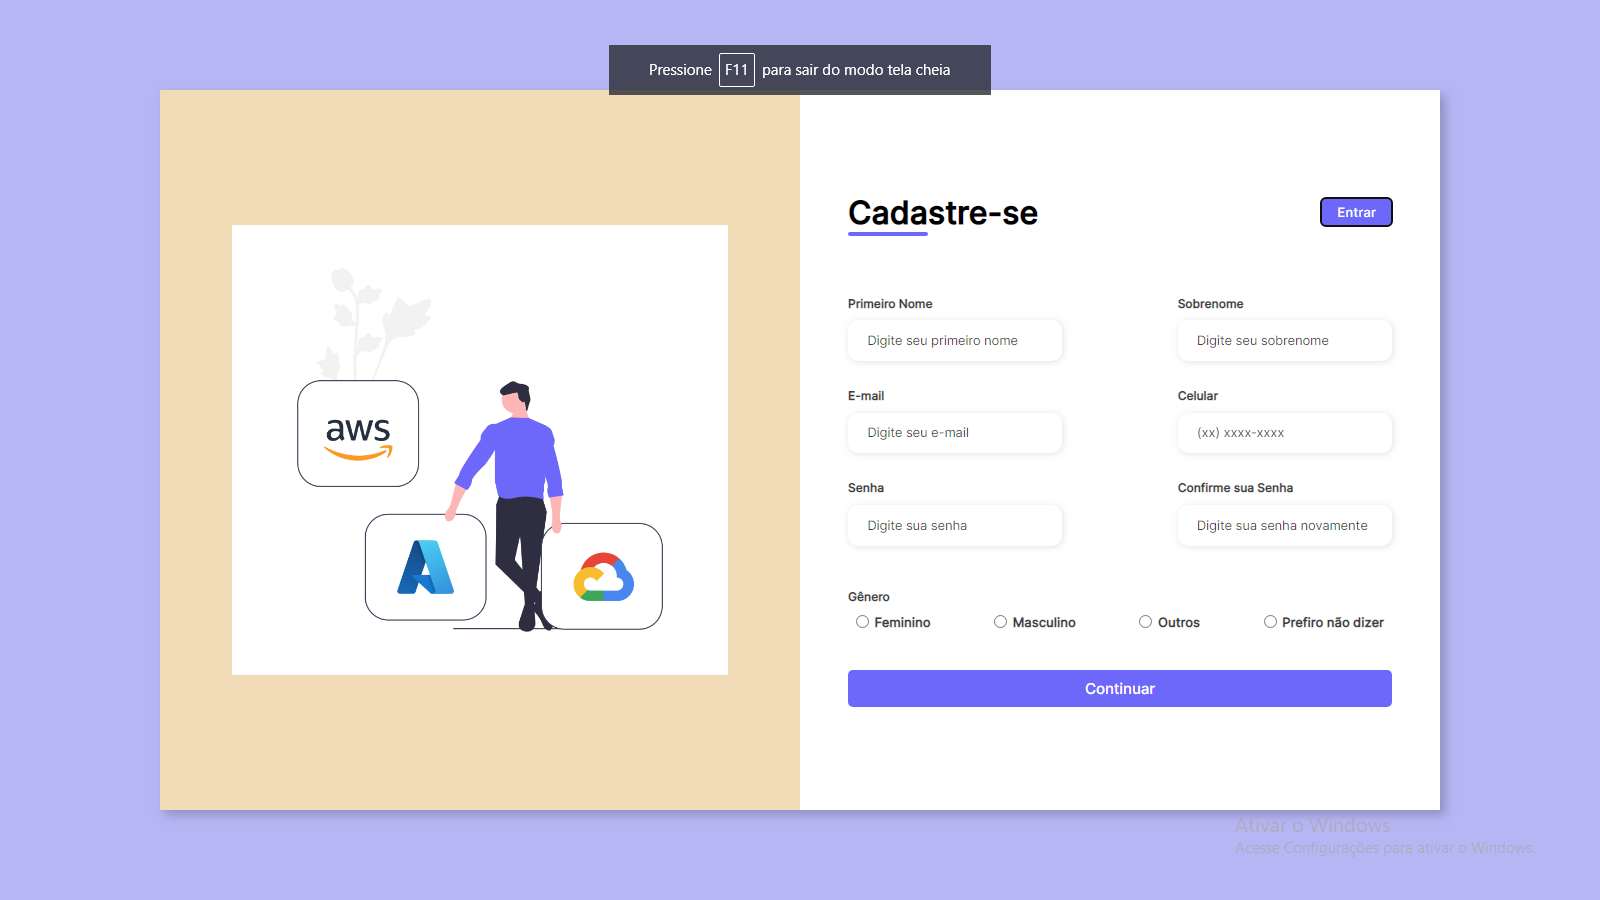 Pressione F11 para sair do modo tela cheia
Cadastre-se
Entrar
Primeiro Nome
Sobrenome
Digite seu primeiro nome
Digite seu sobrenome
E-mail
Celular
Digite seu e-mail
(xx) xxxx-xxxx
Senha
Confirme sua Senha
Digite sua senha
Digite sua senha novamente
Gênero
Feminino
Masculino
Outros
Prefiro não dizer
Continuar
aws
Ativar o Windows
Acesse Configurações para ativar o Windows.